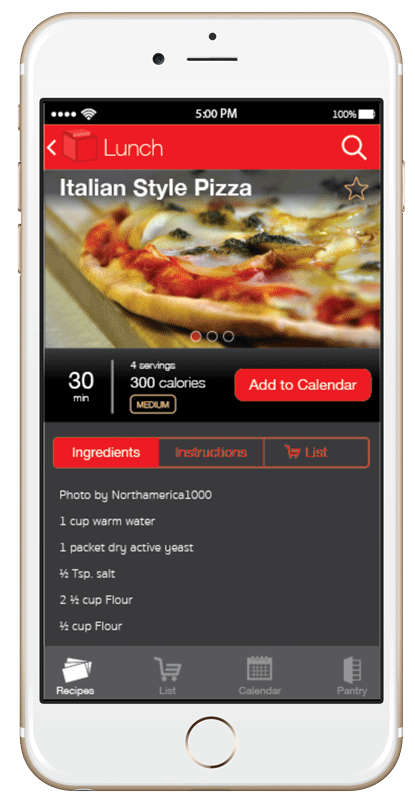 5:00 PM
100%
Lunch
Italian Style Pizza
30
min
4 servings
300 calories
MEDIUM
Add to Calendar
Ingredients
Instructions
List
Photo by Northamerica1000
1 cup warm water
1 packet dry active yeast
½ Tsp. salt
2 ½ cup Flour
½ cup Flour
Recipes
List
Calendar
Pantry